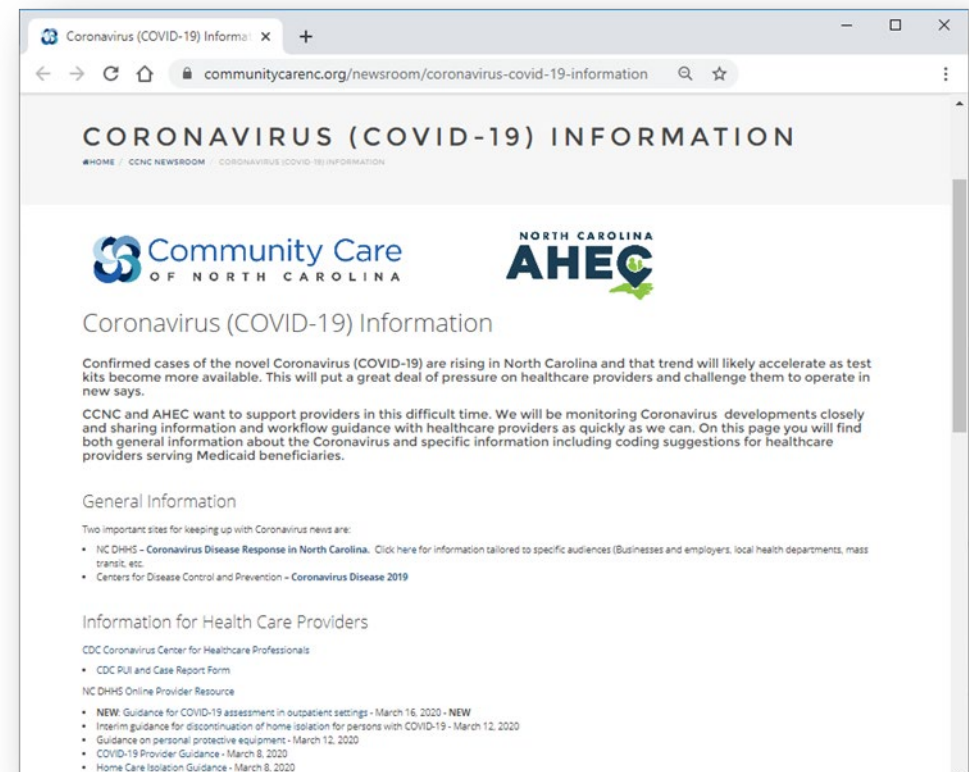 Coronavirus (COVID-19) Informa
communitycarenc.org/newsroom/coronavirus-covid-19-information
CORONAVIRUS (COVID-19) INFORMATION
HOME / CCNC NEWSROOM / CORONAVIRUS (COVID-19) INFORMATION
Community Care
OF NORTH CAROLINA
NORTH CAROLINA
AHEC
Coronavirus (COVID-19) Information
Confirmed cases of the novel Coronavirus (COVID-19) are rising in North Carolina and that trend will likely accelerate as test
kits become more available. This will put a great deal of pressure on healthcare providers and challenge them to operate in
new says.
CCNC and AHEC want to support providers in this difficult time. We will be monitoring Coronavirus developments closely
and sharing information and workflow guidance with healthcare providers as quickly as we can. On this page you will find
both general information about the Coronavirus and specific information including coding suggestions for healthcare
providers serving Medicaid beneficiaries.
General Information
Two important sites for keeping up with Coronavirus news are:
• NC DHHS – Coronavirus Disease Response in North Carolina. Click here for information tailored to specific audiences (Businesses and employers, local health departments, mass
transit, etc.
• Centers for Disease Control and Prevention – Coronavirus Disease 2019
Information for Health Care Providers
CDC Coronavirus Center for Healthcare Professionals
• CDC PUI and Case Report Form
NC DHHS Online Provider Resource
• NEW: Guidance for COVID-19 assessment in outpatient settings - March 16, 2020 - NEW
• Interim guidance for discontinuation of home isolation for persons with COVID-19 - March 12, 2020
• Guidance on personal protective equipment - March 12, 2020
• COVID-19 Provider Guidance - March 8, 2020
• Home Care Isolation Guidance - March 8, 2020